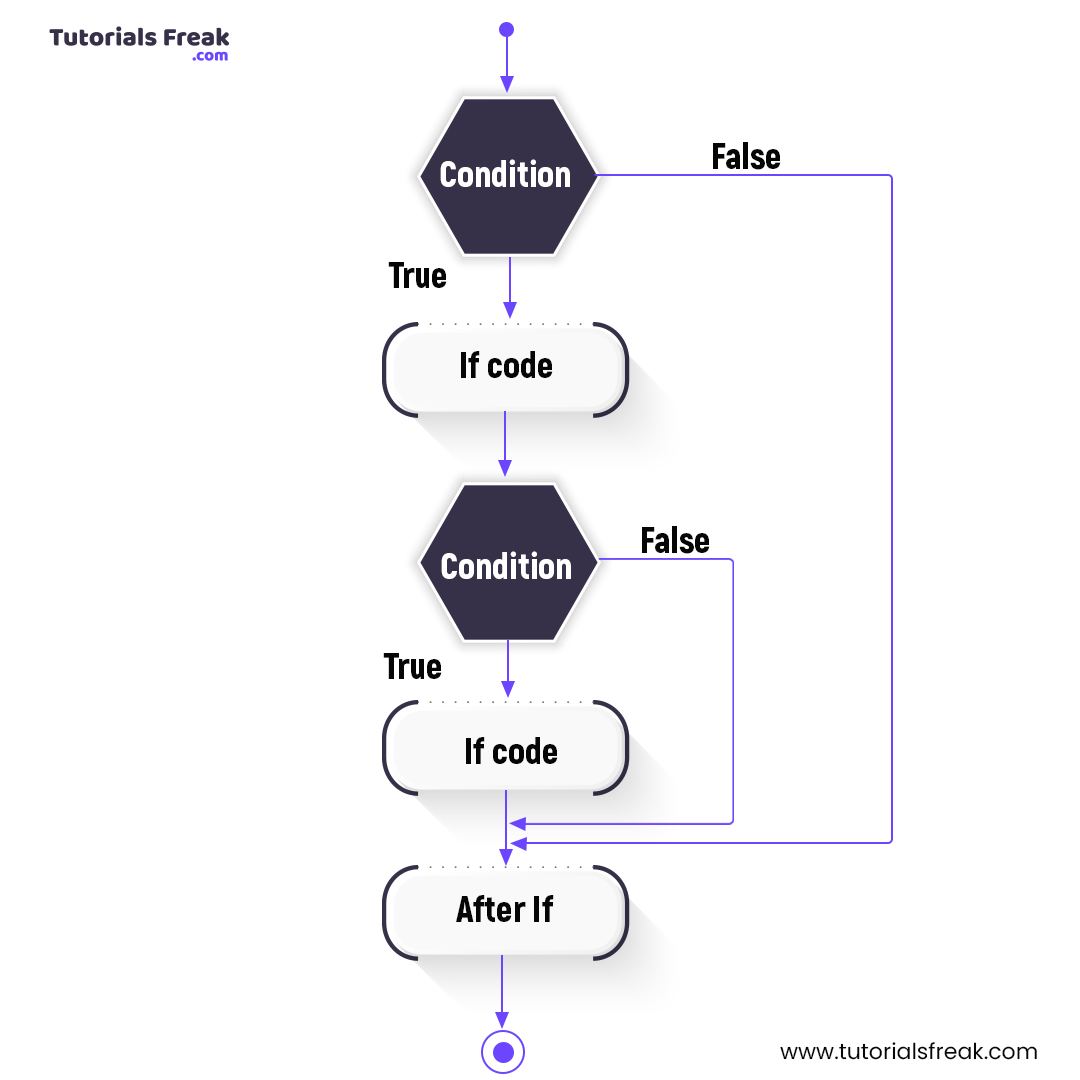 Tutorials Freak
.com
Condition
False
True
If code
Condition
False
True
If code
After If
www.tutorialsfreak.com